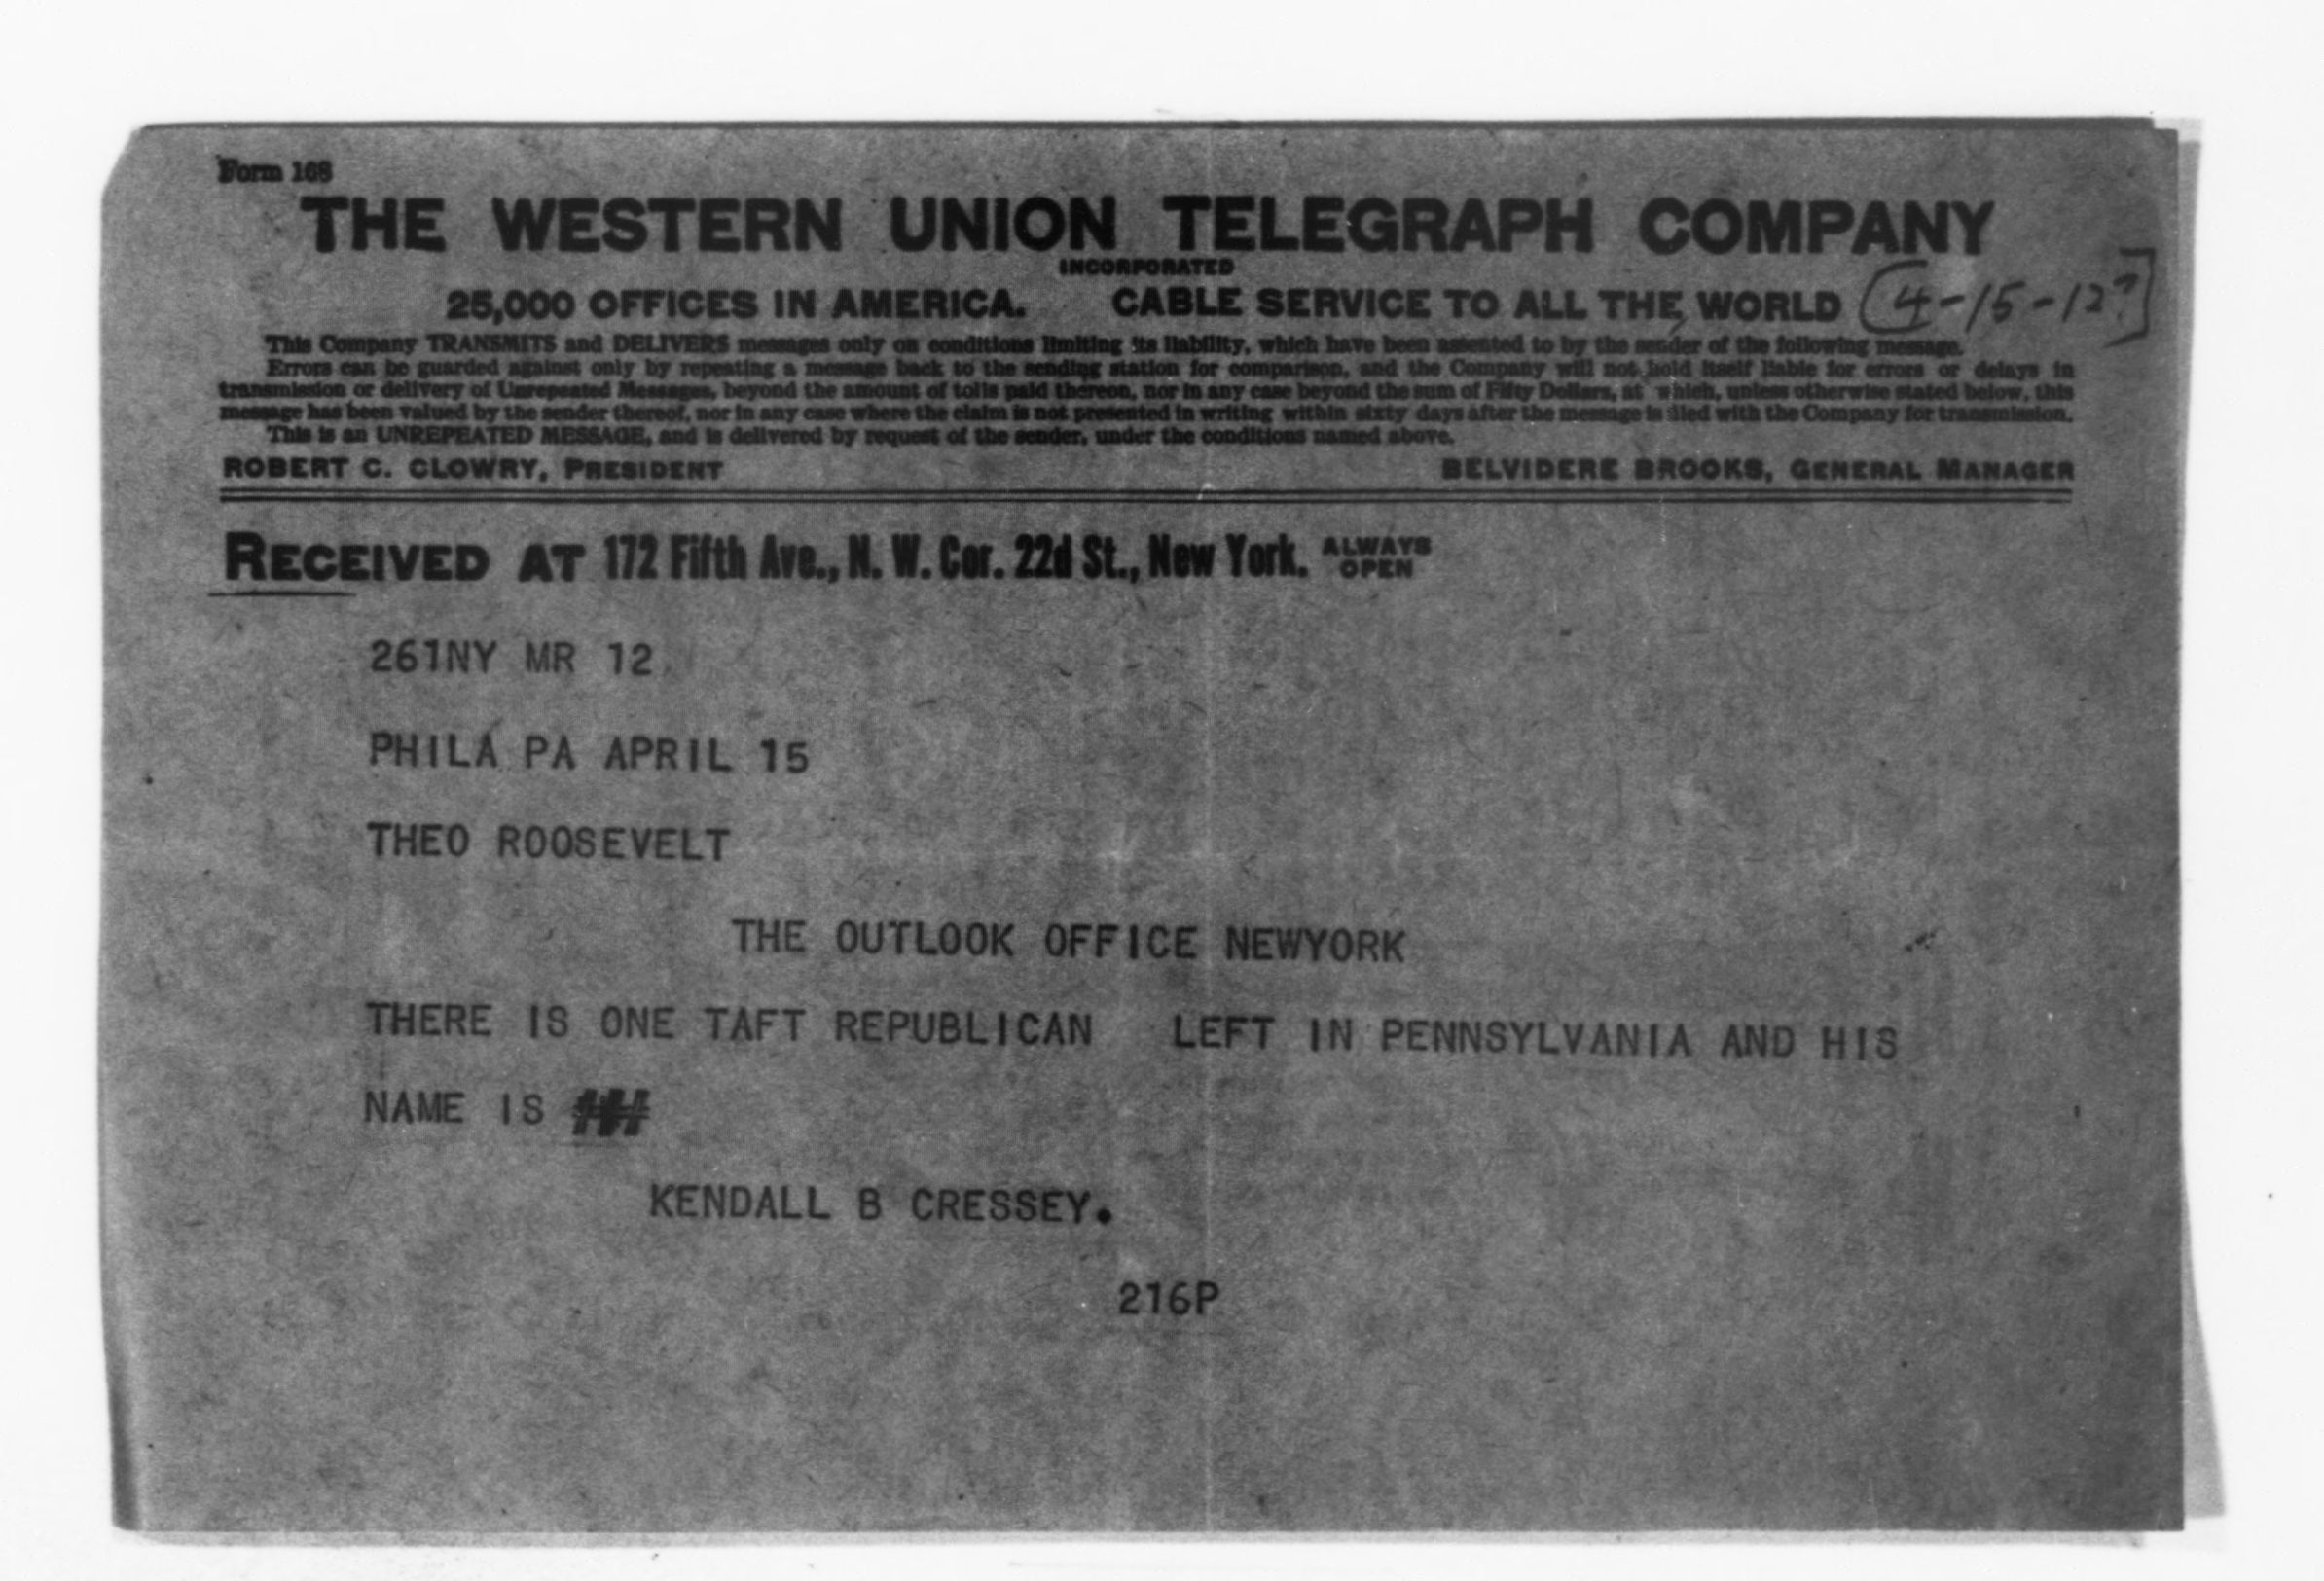 Form 168
THE WESTERN UNION TELEGRAPH COMPANY
INCORPORATED
25,000 OFFICES IN AMERICA. CABLE SERVICE TO ALL THE WORLD [4-15-12?]
This Company TRANSMITS and DELIVERS messages only on conditions limiting its liability, which have been assented to by the sender of the following message.
Errors can be guarded against only by repeating a message back to the sending station for comparison, and the Company will not hold itself liable for errors or delays in
transmission or delivery of Unrepeated Messages, beyond the amount of tolls paid thereon, nor in any case beyond the sum of Fifty Dollars, at which, unless otherwise stated below, this
message has been valued by the sender thereof, nor in any case where the claim is not presented in writing within sixty days after the message is filed with the Company for transmission.
This is an UNREPEATED MESSAGE, and is delivered by request of the sender, under the conditions named above.
ROBERT C. CLOWRY, PRESIDENT BELVIDERE BROOKS, GENERAL MANAGER
RECEIVED AT 172 Fifth Ave., N. W. Cor. 22d St., New York. ALWAYS OPEN
261NY MR 12
PHILA PA APRIL 15
THEO ROOSEVELT
THE OUTLOOK OFFICE NEWYORK
THERE IS ONE TAFT REPUBLICAN LEFT IN PENNSYLVANIA AND HIS
NAME IS
KENDALL B CRESSEY.
216P